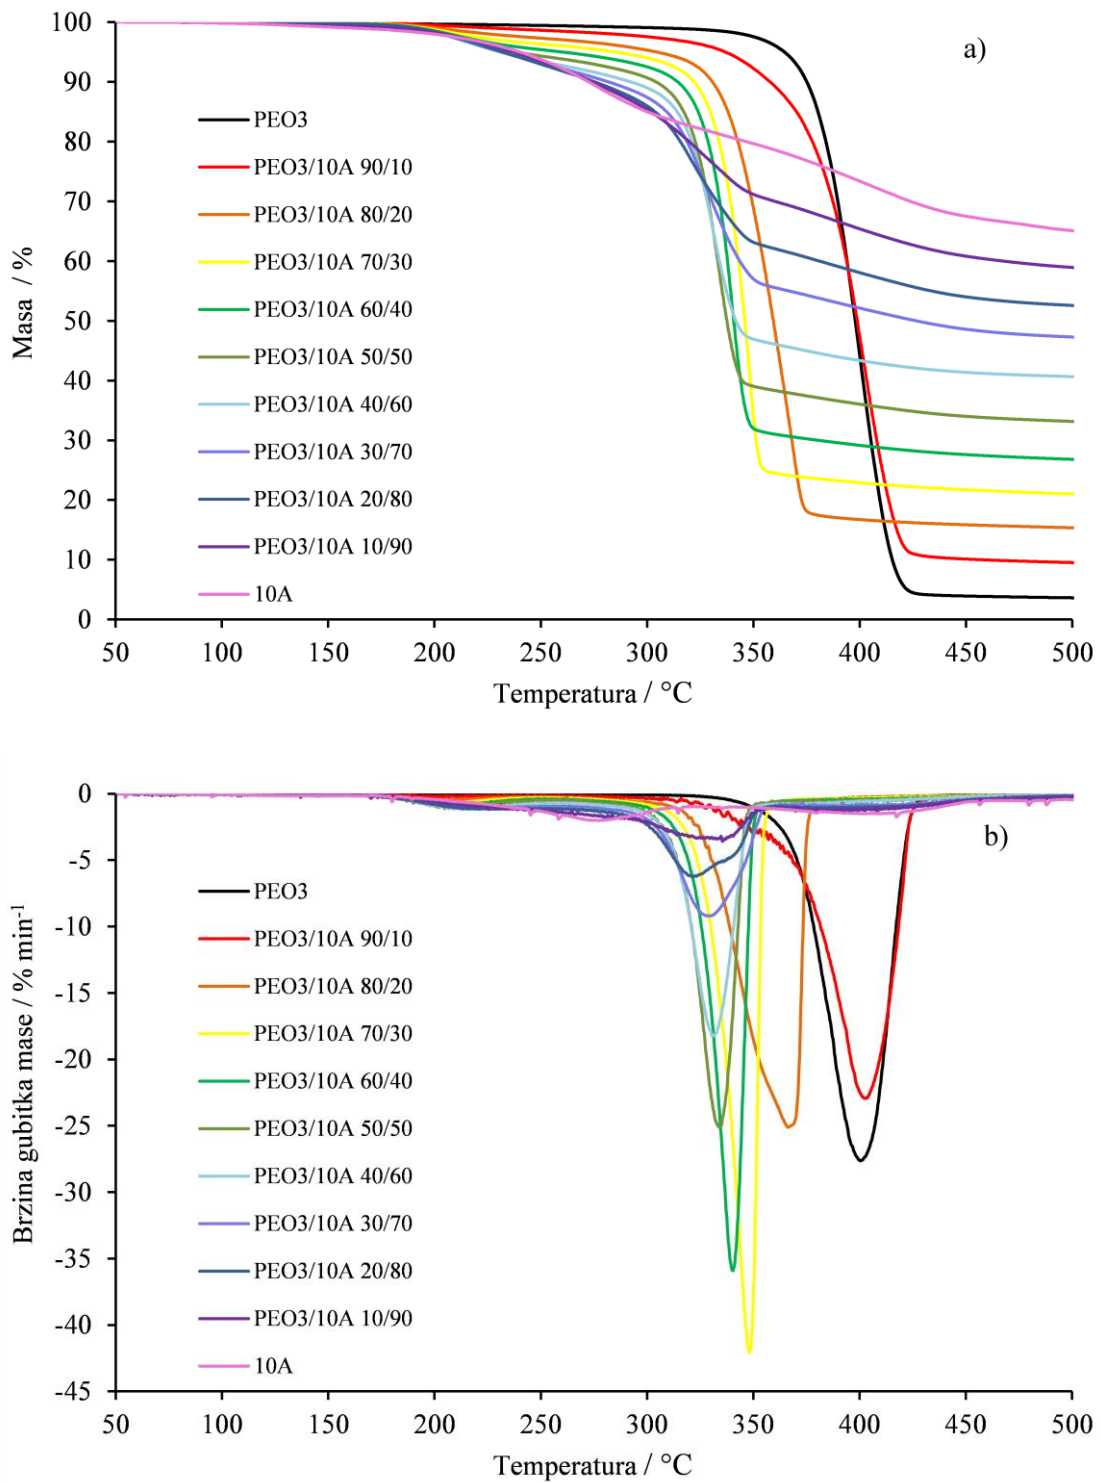 a)
100
90
80
70
60
50
40
30
20
10
0
Masa / %
PEO3
PEO3/10A 90/10
PEO3/10A 80/20
PEO3/10A 70/30
PEO3/10A 60/40
PEO3/10A 50/50
PEO3/10A 40/60
PEO3/10A 30/70
PEO3/10A 20/80
PEO3/10A 10/90
10A
50 100 150 200 250 300 350 400 450 500
Temperatura / °C
b)
0
-5
-10
-15
-20
-25
-30
-35
-40
-45
Brzina gubitka mase / % min⁻¹
PEO3
PEO3/10A 90/10
PEO3/10A 80/20
PEO3/10A 70/30
PEO3/10A 60/40
PEO3/10A 50/50
PEO3/10A 40/60
PEO3/10A 30/70
PEO3/10A 20/80
PEO3/10A 10/90
10A
50 100 150 200 250 300 350 400 450 500
Temperatura / °C